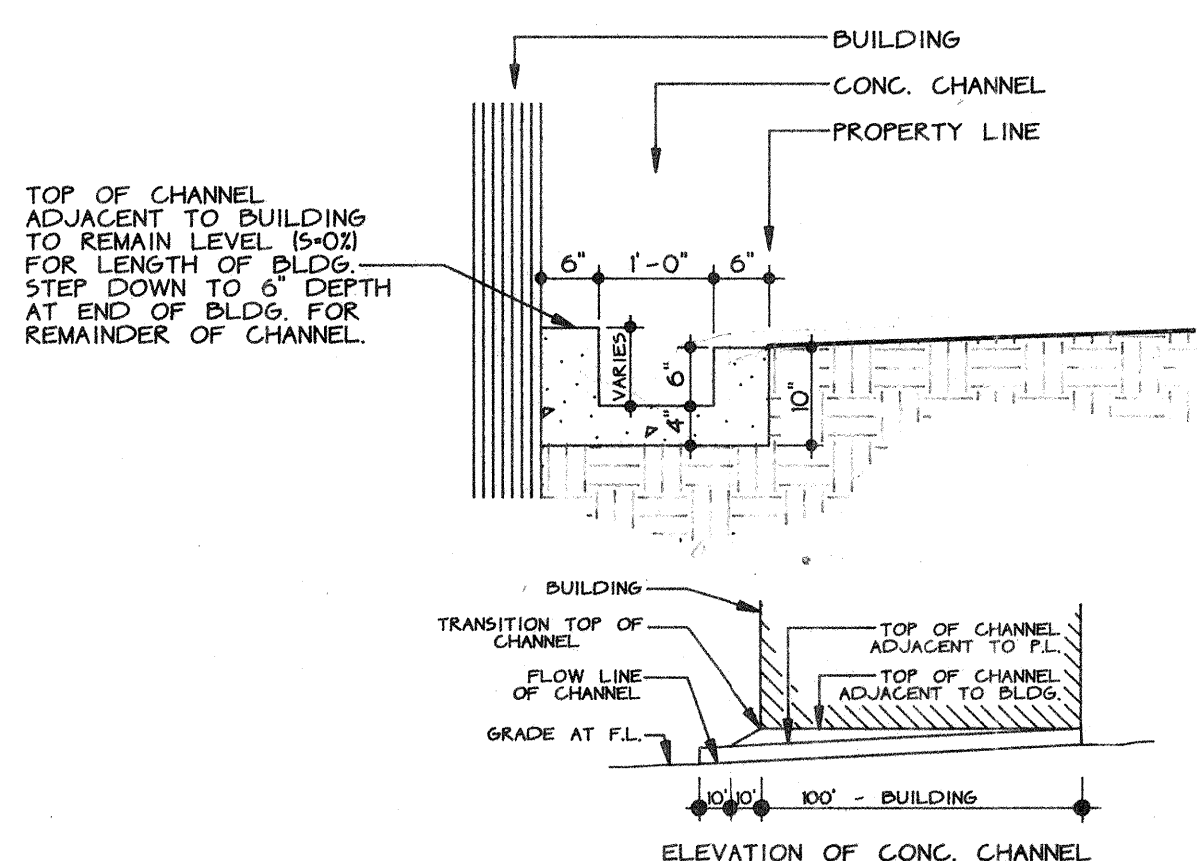 BUILDING
CONC. CHANNEL
PROPERTY LINE
TOP OF CHANNEL
ADJACENT TO BUILDING
TO REMAIN LEVEL (S=0%)
FOR LENGTH OF BLDG.
STEP DOWN TO 6" DEPTH
AT END OF BLDG. FOR
REMAINDER OF CHANNEL.
6" 1'-0" 6"
VARIES
6"
4"
10"
BUILDING
TRANSITION TOP OF
CHANNEL
FLOW LINE
OF CHANNEL
GRADE AT F.L.
TOP OF CHANNEL
ADJACENT TO P.L.
TOP OF CHANNEL
ADJACENT TO BLDG.
10' 10' 100' - BUILDING
ELEVATION OF CONC. CHANNEL